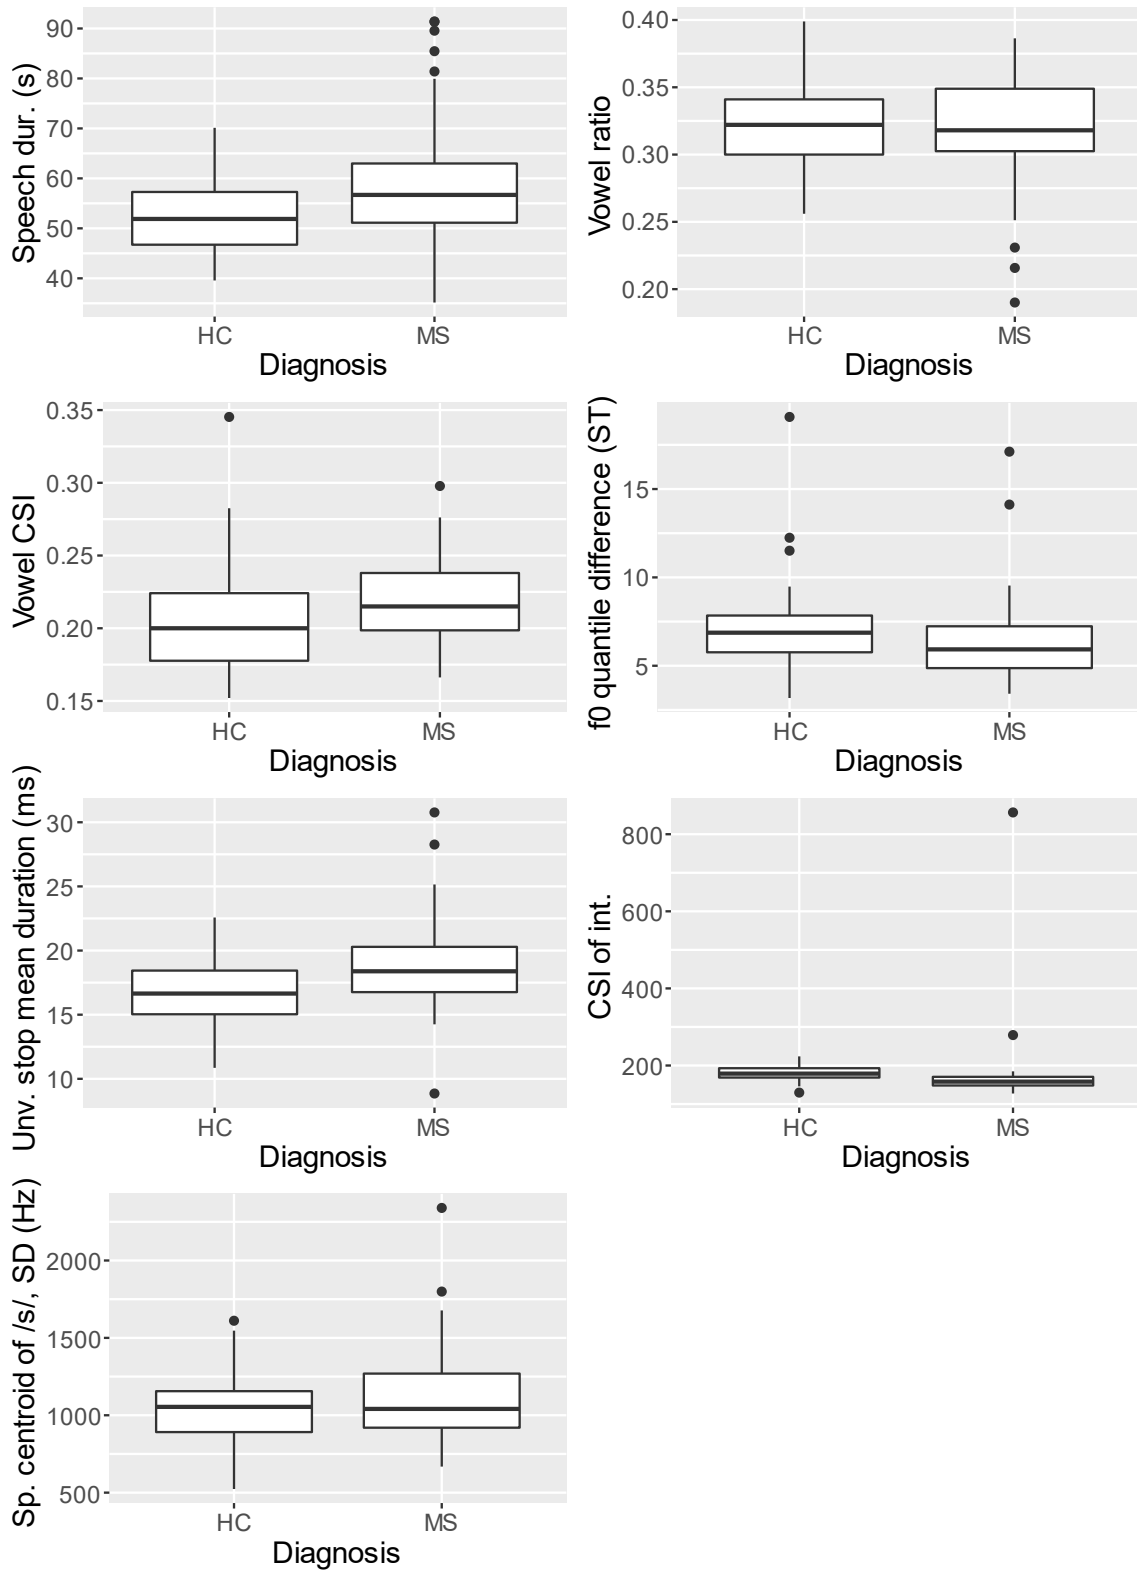 Speech dur. (s)
90
80
70
60
50
40
HC MS
Diagnosis
Vowel ratio
0.40
0.35
0.30
0.25
0.20
HC MS
Diagnosis
Vowel CSI
0.35
0.30
0.25
0.20
0.15
HC MS
Diagnosis
f0 quantile difference (ST)
15
10
5
HC MS
Diagnosis
Unv. stop mean duration (ms)
30
25
20
15
10
HC MS
Diagnosis
CSI of int.
800
600
400
200
HC MS
Diagnosis
Sp. centroid of /s/, SD (Hz)
2000
1500
1000
500
HC MS
Diagnosis